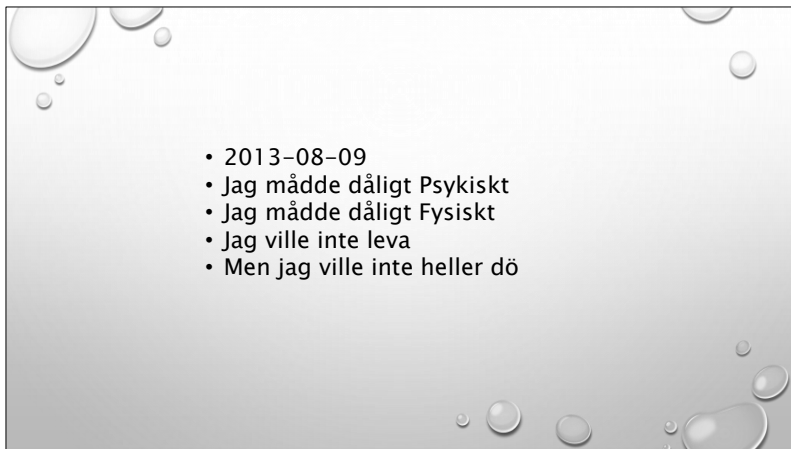 • 2013-08-09
• Jag mådde dåligt Psykiskt
• Jag mådde dåligt Fysiskt
• Jag ville inte leva
• Men jag ville inte heller dö